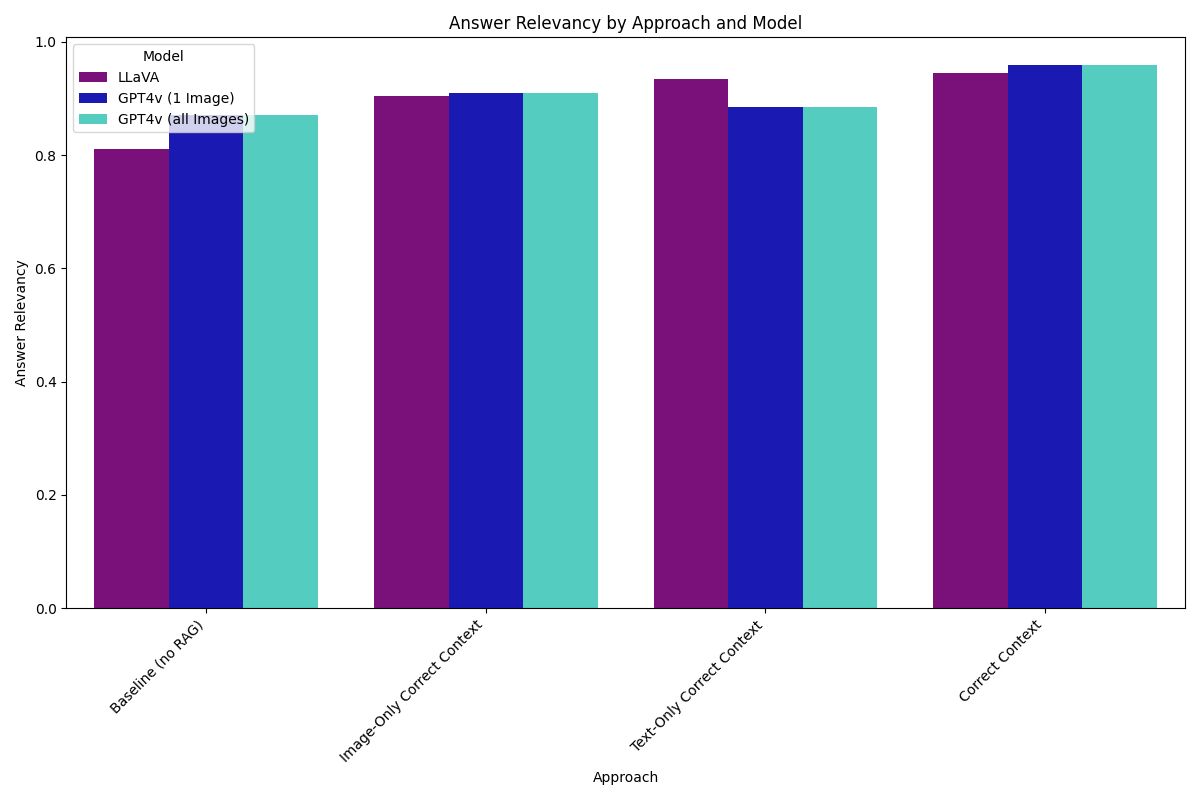 Answer Relevancy by Approach and Model
Model
LLaVA
GPT4v (1 Image)
GPT4v (all Images)
1.0
0.8
0.6
0.4
0.2
0.0
Answer Relevancy
Baseline (no RAG)
Image-Only Correct Context
Text-Only Correct Context
Correct Context
Approach